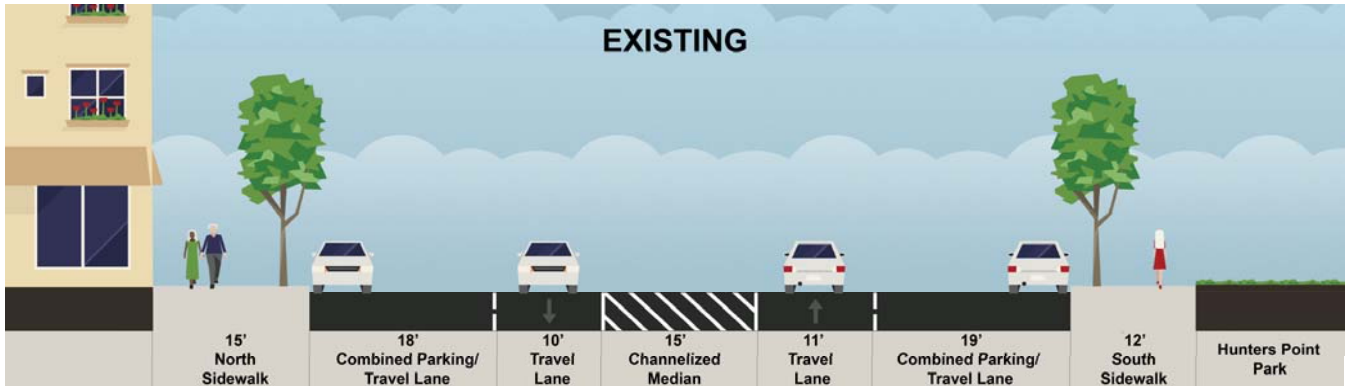 EXISTING
15'
North
Sidewalk
18'
Combined Parking/
Travel Lane
10'
Travel
Lane
15'
Channelized
Median
11'
Travel
Lane
19'
Combined Parking/
Travel Lane
12'
South
Sidewalk
Hunters Point
Park